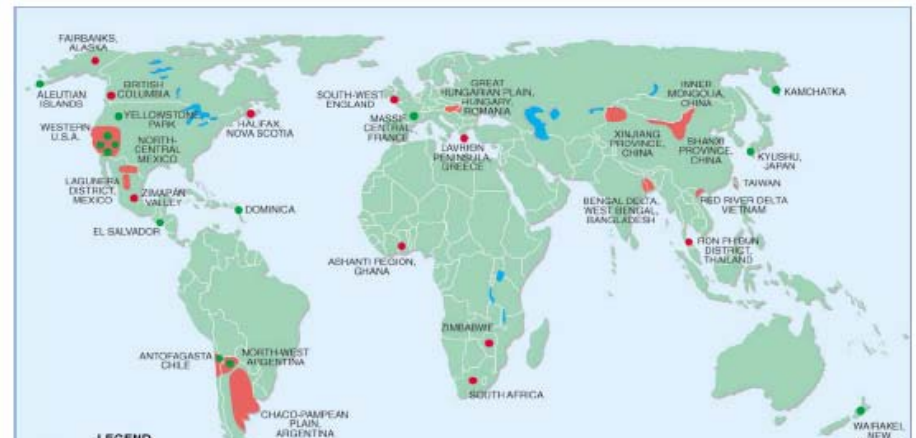 FAIRBANKS,
ALASKA
ALEUTIAN
ISLANDS
BRITISH
COLUMBIA
YELLOWSTONE
PARK
WESTERN
U.S.A.
HALIFAX,
NOVA SCOTIA
NORTH-
CENTRAL
MEXICO
LAGUNERA
DISTRICT,
MEXICO
ZIMAPÁN
VALLEY
EL SALVADOR
DOMINICA
SOUTH-WEST
ENGLAND
MASSIF
CENTRAL,
FRANCE
GREAT
HUNGARIAN PLAIN,
HUNGARY,
ROMANIA
LAVRION
PENINSULA,
GREECE
INNER
MONGOLIA,
CHINA
KAMCHATKA
XINJIANG
PROVINCE,
CHINA
SHANXI
PROVINCE,
CHINA
KYUSHU,
JAPAN
TAIWAN
BENGAL DELTA,
WEST BENGAL,
BANGLADESH
RED RIVER DELTA
VIETNAM
RON PHIBUN
DISTRICT,
THAILAND
ASHANTI REGION,
GHANA
ZIMBABWE
SOUTH AFRICA
ANTOFAGASTA
CHILE
NORTH-WEST
ARGENTINA
CHACO-PAMPEAN
PLAIN,
ARGENTINA
WAIRAKEI,
NEW
LEGEND